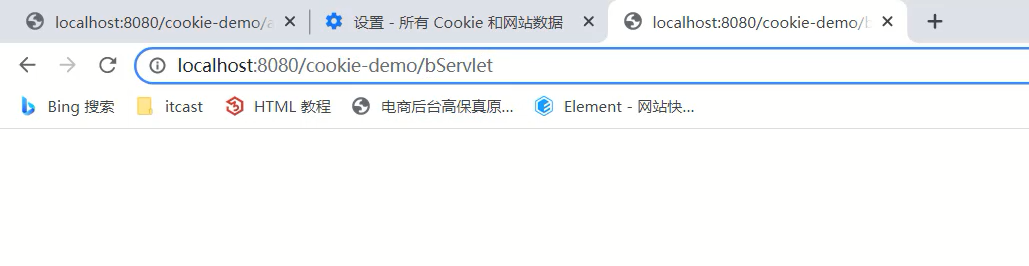 localhost:8080/cookie-demo/a 设置 - 所有 Cookie 和网站数据 localhost:8080/cookie-demo/b
localhost:8080/cookie-demo/bServlet
Bing 搜索 itcast HTML 教程 电商后台高保真原... Element - 网站快...